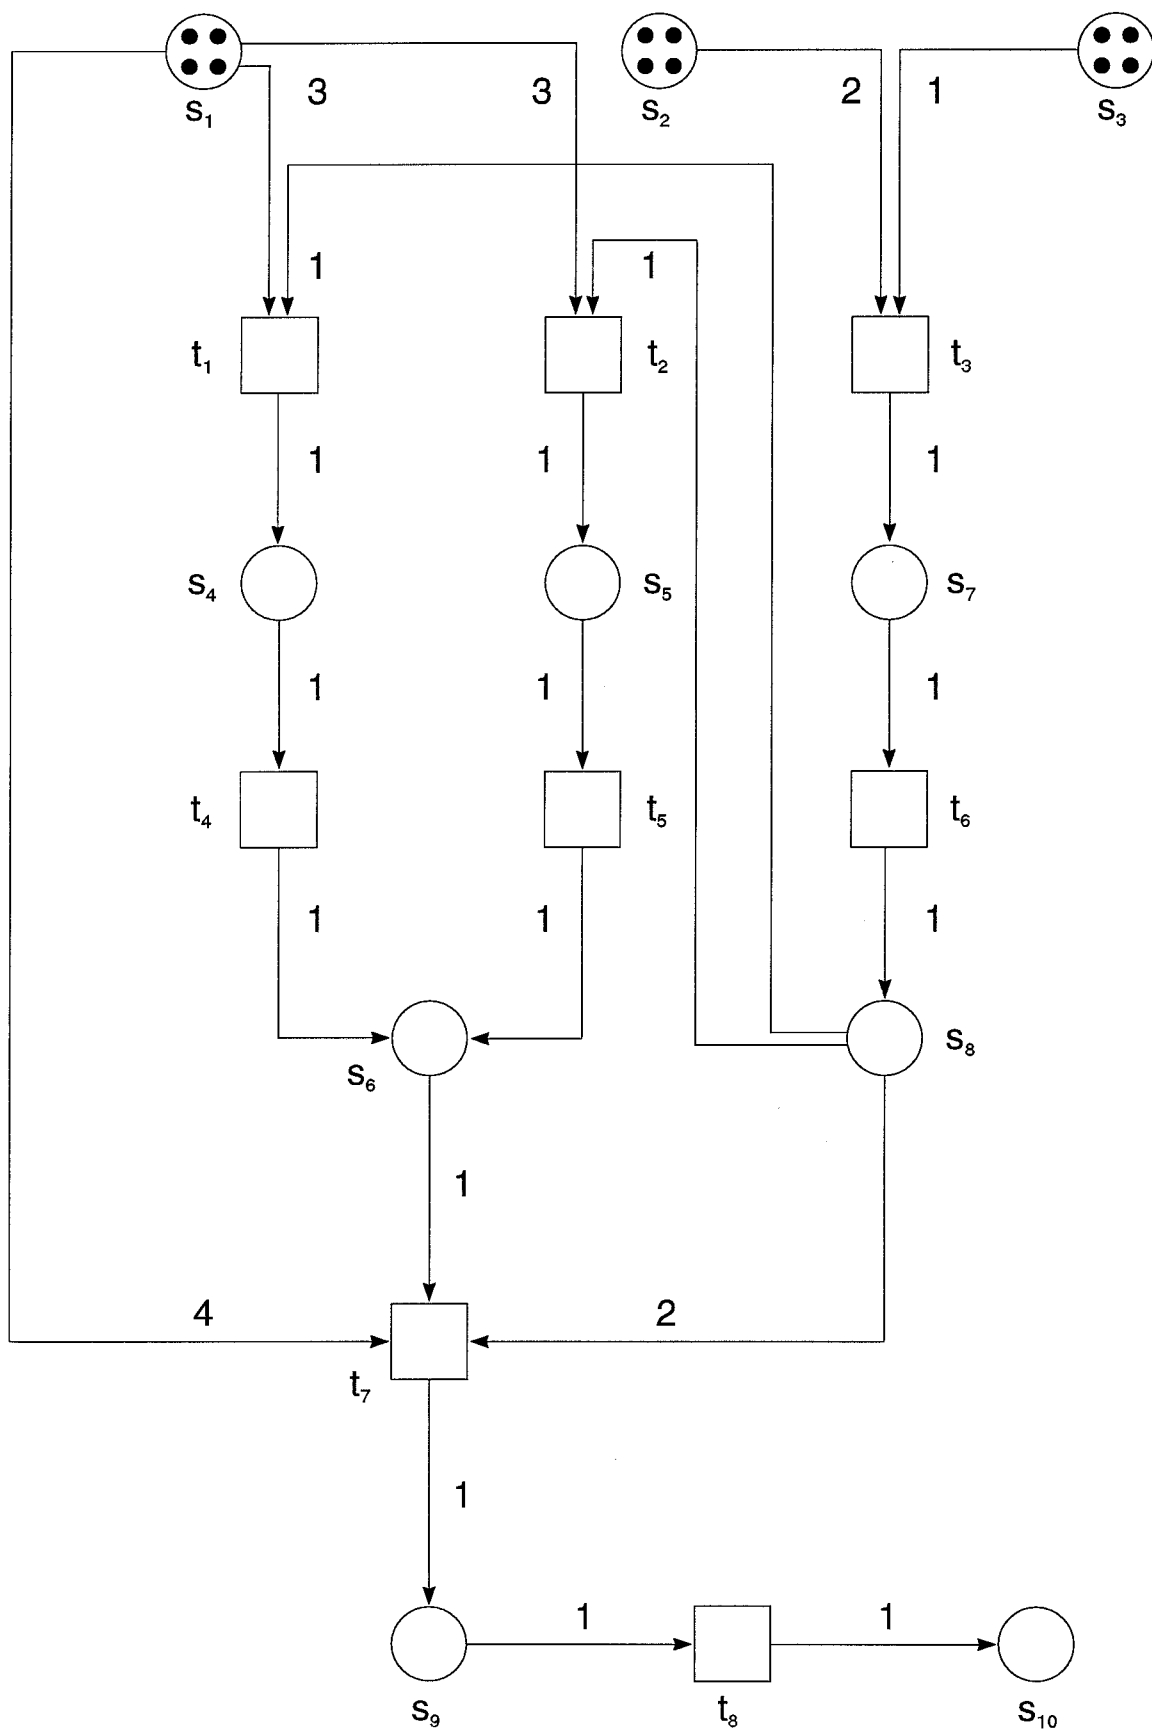 3 3 2 1
s₁ s₂ s₃
1 1
t₁ t₂ t₃
1 1 1
s₄ s₅ s₇
1 1 1
t₄ t₅ t₆
1 1 1
s₈
s₆
1
4 2
t₇
1
1 1
s₉ t₈ s₁₀